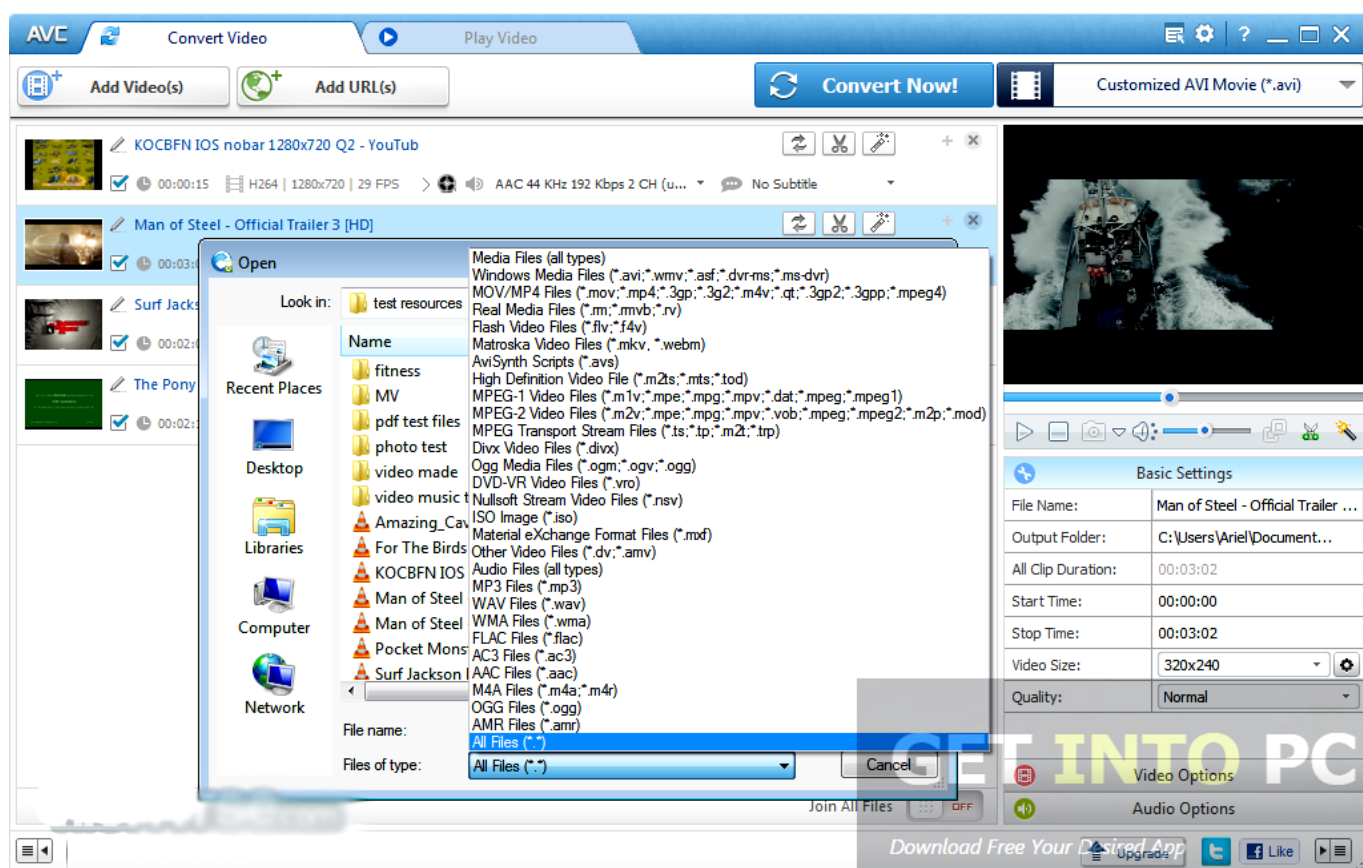 AVC Convert Video Play Video ?
Add Video(s) Add URL(s) Convert Now! Customized AVI Movie (*.avi)
KOCBFN IOS nobar 1280x720 Q2 - YouTub
00:00:15 H264 | 1280x720 | 29 FPS > AAC 44 KHz 192 Kbps 2 CH (u... No Subtitle
Man of Steel - Official Trailer 3 [HD]
00:03:
Surf Jacks
00:02:
The Pony
00:02:
Open
Look in: test resources
Name
Recent Places
Desktop
Libraries
Computer
Network
fitness
MV
pdf test files
photo test
video made
video music t
Amazing_Cav
For The Birds
KOCBFN IOS
Man of Steel
Man of Steel
Pocket Mons
Surf Jackson
Media Files (all types)
Windows Media Files (*.avi;*.wmv;*.asf;*.dvr-ms;*.ms-dvr)
MOV/MP4 Files (*.mov;*.mp4;*.3gp;*.3g2;*.m4v;*.qt;*.3gp2;*.3gpp;*.mpeg4)
Real Media Files (*.rm;*.rmvb;*.rv)
Flash Video Files (*.flv;*.f4v)
Matroska Video Files (*.mkv, *.webm)
AviSynth Scripts (*.avs)
High Definition Video File (*.m2ts;*.mts;*.tod)
MPEG-1 Video Files (*.m1v;*.mpe;*.mpg;*.mpv;*.dat;*.mpeg;*.mpeg1)
MPEG-2 Video Files (*.m2v;*.mpe;*.mpg;*.mpv;*.vob;*.mpeg;*.mpeg2;*.m2p;*.mod)
MPEG Transport Stream Files (*.ts;*.tp;*.m2t;*.trp)
Divx Video Files (*.divx)
Ogg Media Files (*.ogm;*.ogv;*.ogg)
DVD-VR Video Files (*.vro)
Nullsoft Stream Video Files (*.nsv)
ISO Image (*.iso)
Material eXchange Format Files (*.mxf)
Other Video Files (*.dv;*.amv)
Audio Files (all types)
MP3 Files (*.mp3)
WAV Files (*.wav)
WMA Files (*.wma)
FLAC Files (*.flac)
AC3 Files (*.ac3)
AAC Files (*.aac)
M4A Files (*.m4a;*.m4r)
OGG Files (*.ogg)
AMR Files (*.amr)
All Files (*.*)
File name:
Files of type: All Files (*.*) Cancel
Basic Settings
File Name: Man of Steel - Official Trailer ...
Output Folder: C:\Users\Ariel\Document...
All Clip Duration: 00:03:02
Start Time: 00:00:00
Stop Time: 00:03:02
Video Size: 320x240
Quality: Normal
GET INTO PC
Video Options
Join All Files OFF Audio Options
Download Free Your Desired App
Upgrade Like